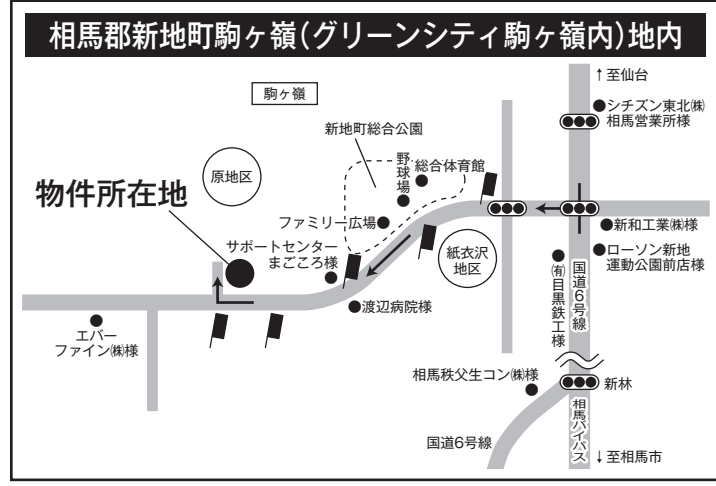 相馬郡新地町駒ヶ嶺(グリーンシティ駒ヶ嶺内)地内
↑至仙台
駒ヶ嶺
シチズン東北㈱
相馬営業所様
新地町総合公園
原地区
野球場
総合体育館
物件所在地
ファミリー広場
新和工業㈱様
サポートセンター
まごころ様
紙衣沢
地区
ローソン新地
運動公園前店様
㈲目黒鉄工様
国道6号線
渡辺病院様
エバー
ファイン㈱様
相馬秩父生コン㈱様
新林
国道6号線
相馬バイパス
↓至相馬市